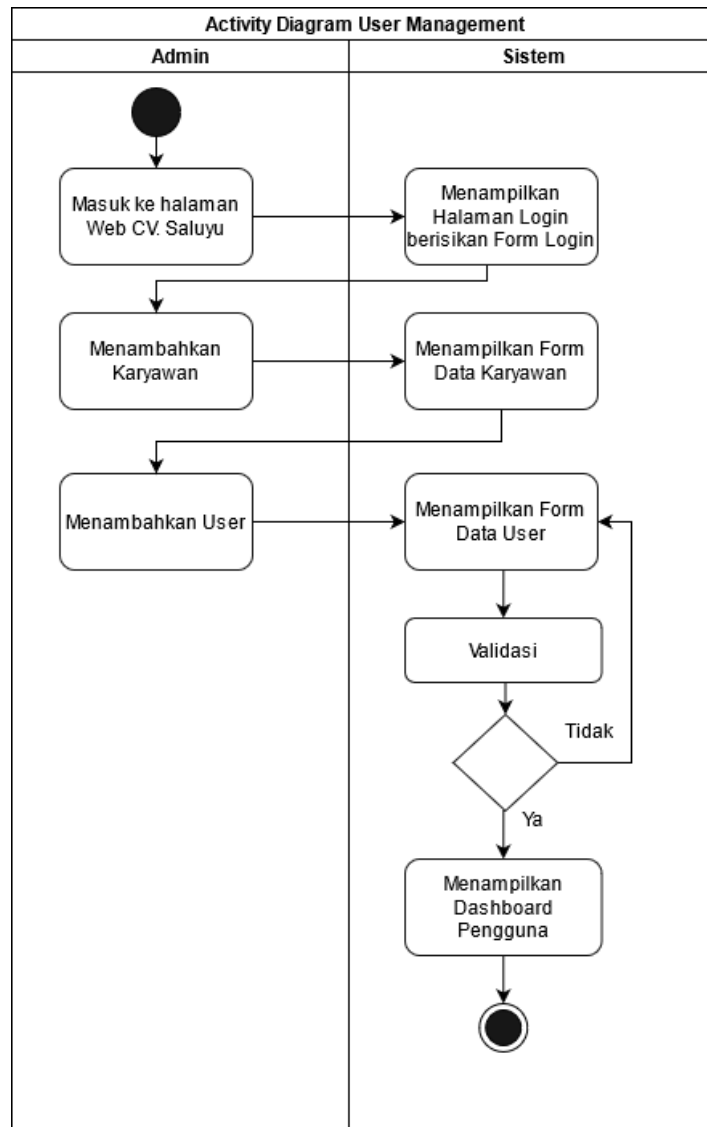 Activity Diagram User Management
Admin
Sistem
Masuk ke halaman
Web CV. Saluyu
Menampilkan
Halaman Login
berisikan Form Login
Menambahkan
Karyawan
Menampilkan Form
Data Karyawan
Menambahkan User
Menampilkan Form
Data User
Validasi
Tidak
Ya
Menampilkan
Dashboard
Pengguna